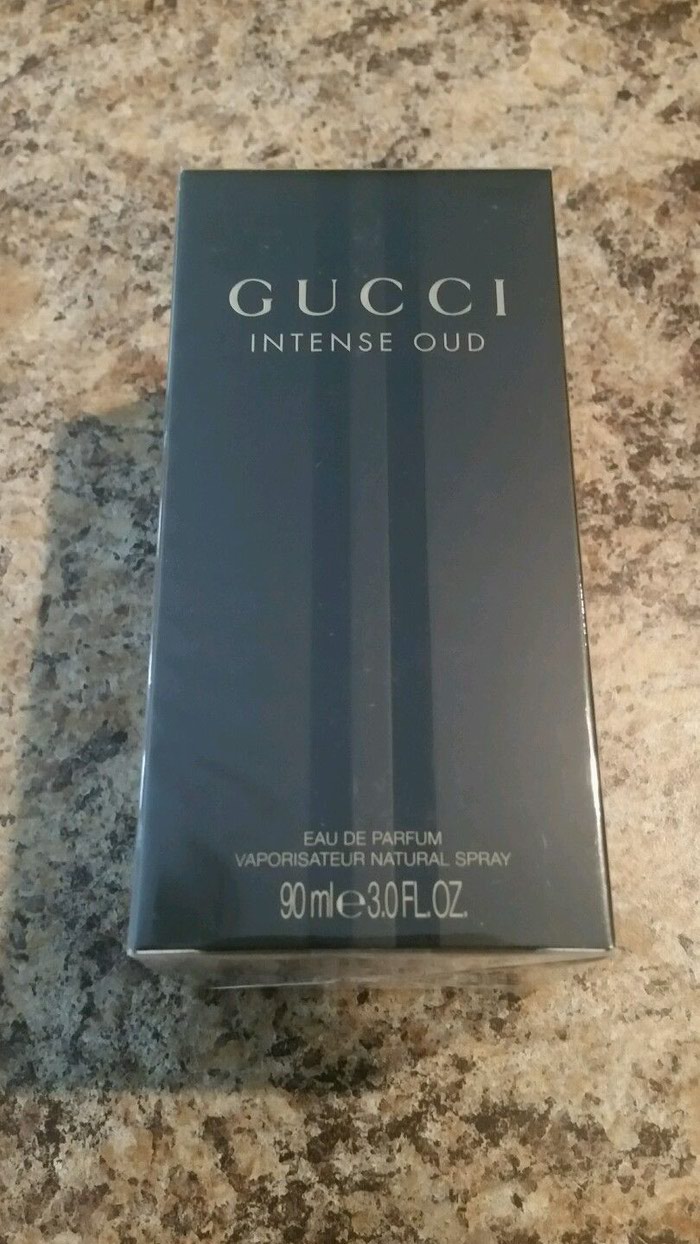 GUCCI
INTENSE OUD
EAU DE PARFUM
VAPORISATEUR NATURAL SPRAY
90 ml e 3.0 FL. OZ.